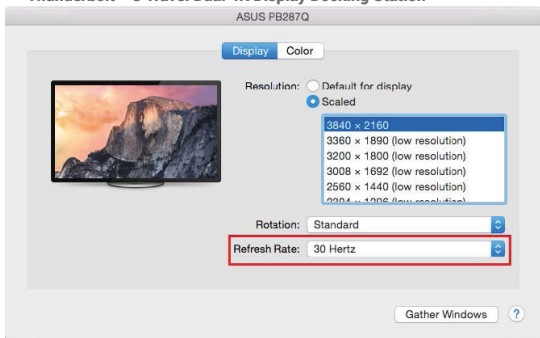 ASUS PB287Q
Display Color
Resolution: Default for display
Scaled
3840 × 2160
3360 × 1890 (low resolution)
3200 × 1800 (low resolution)
3008 × 1692 (low resolution)
2560 × 1440 (low resolution)
Rotation: Standard
Refresh Rate: 30 Hertz
Gather Windows ?